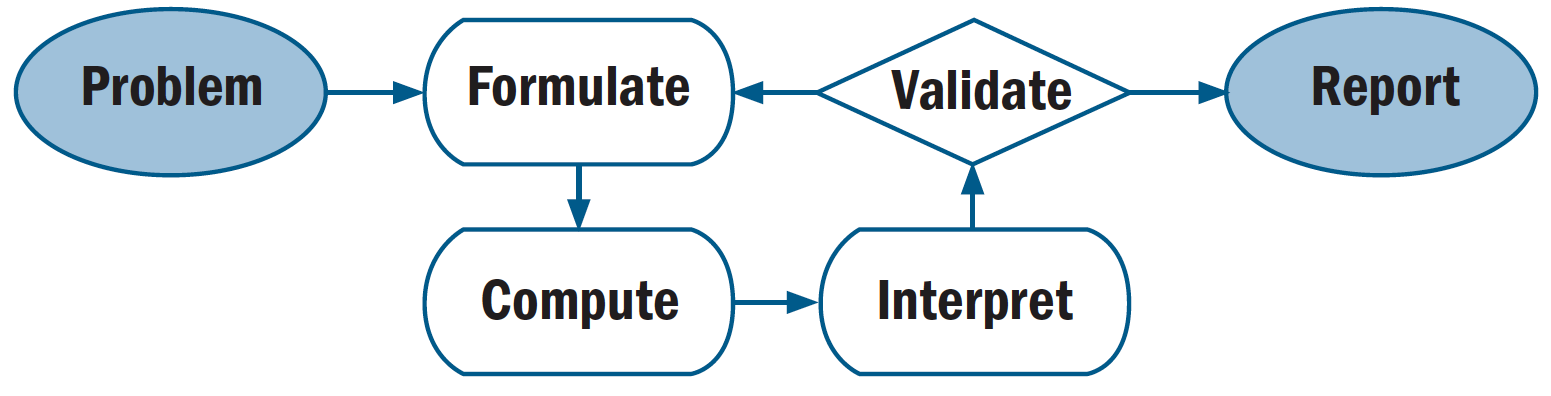 Problem
Formulate
Validate
Report
Compute
Interpret